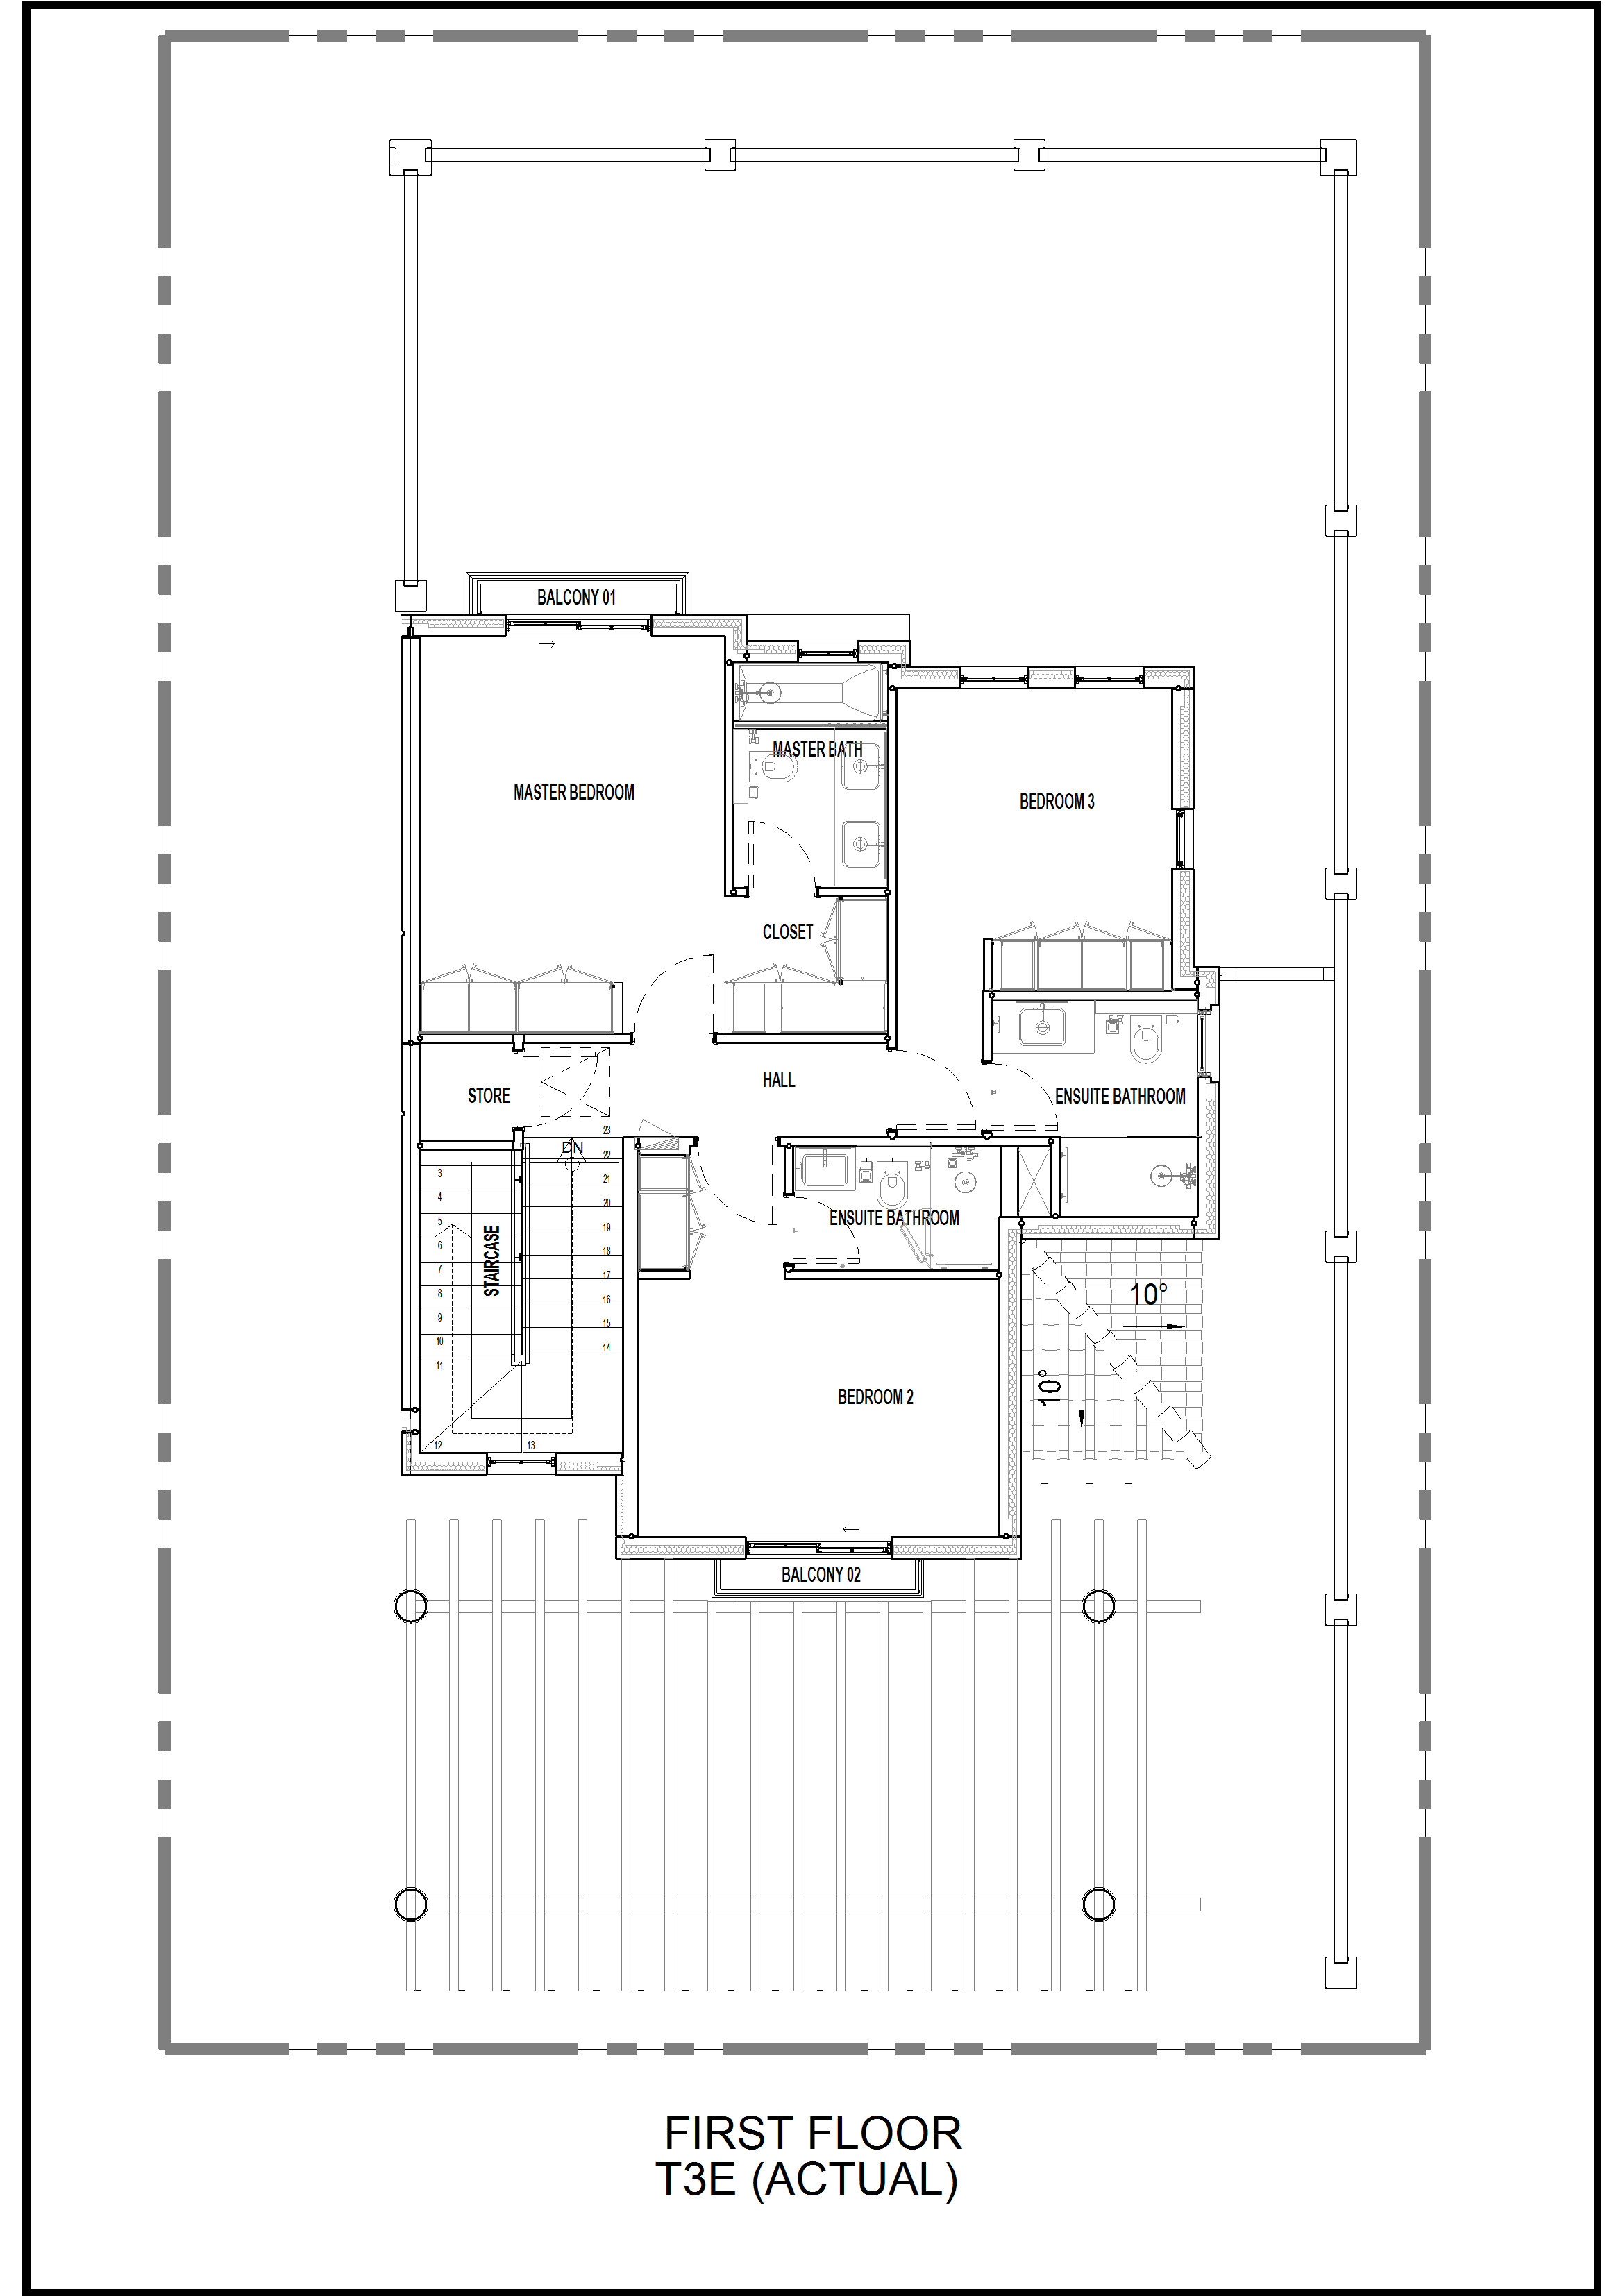 BALCONY 01
MASTER BATH
MASTER BEDROOM
BEDROOM 3
CLOSET
HALL
STORE
ENSUITE BATHROOM
DN
23
22
21
20
19
18
17
16
15
14
3
4
5
6
7
8
9
10
11
12
13
STAIRCASE
ENSUITE BATHROOM
10°
10°
BEDROOM 2
BALCONY 02
FIRST FLOOR
T3E (ACTUAL)